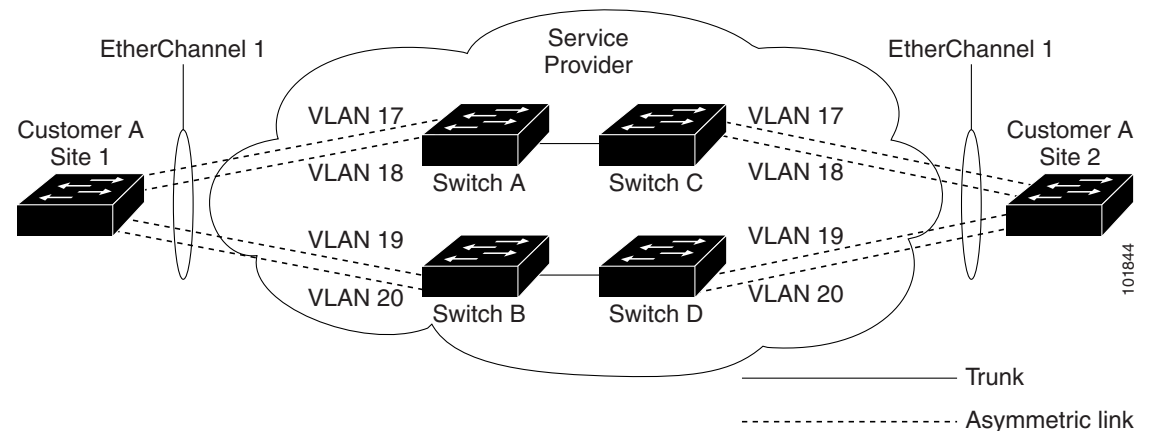 Service
Provider
EtherChannel 1
EtherChannel 1
Customer A
Site 1
VLAN 17
VLAN 18
Switch A
Switch C
VLAN 17
VLAN 18
Customer A
Site 2
VLAN 19
VLAN 20
Switch B
Switch D
VLAN 19
VLAN 20
101844
Trunk
Asymmetric link